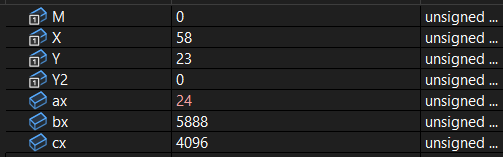 M 0 unsigned ...
X 58 unsigned ...
Y 23 unsigned ...
Y2 0 unsigned ...
ax 24 unsigned ...
bx 5888 unsigned ...
cx 4096 unsigned ...